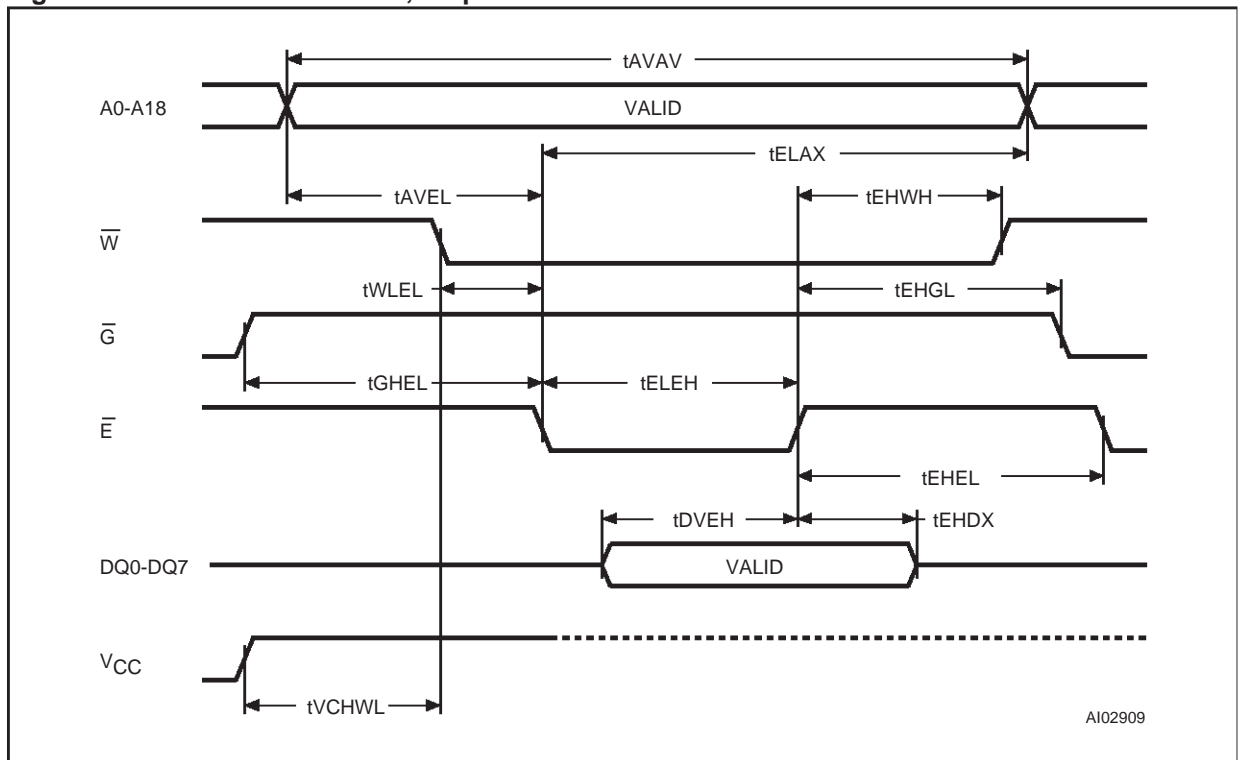 tAVAV
A0-A18
VALID
tELAX
tAVEL
tEHWH
W̅
tWLEL
tEHGL
G̅
tGHEL
tELEH
E̅
tEHEL
tDVEH
tEHDX
DQ0-DQ7
VALID
VCC
tVCHWL
AI02909